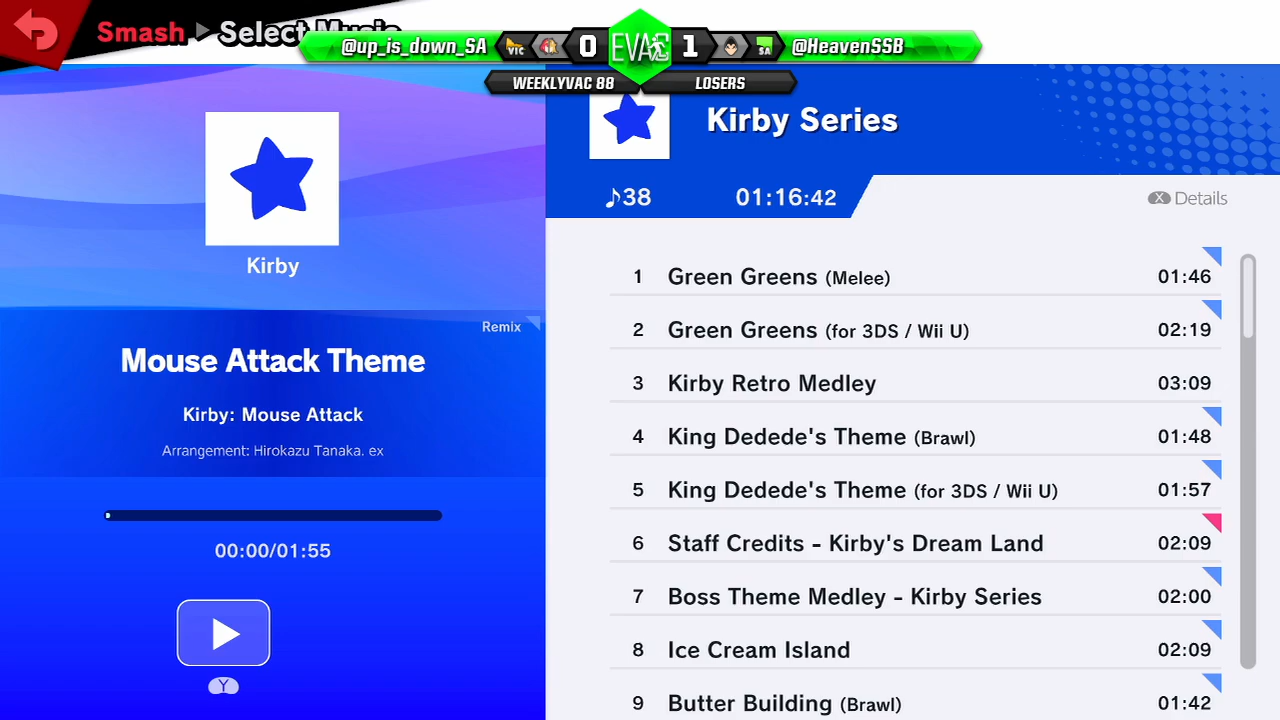 Smash ▶ Select Music
@up_is_down_SA VIC 0 EVAC 1 SA @HeavenSSB
WEEKLYVAC 88 LOSERS
Kirby
Remix
Mouse Attack Theme
Kirby: Mouse Attack
Arrangement: Hirokazu Tanaka. ex
00:00/01:55
Y
Kirby Series
♪38 01:16:42
X Details
1 Green Greens (Melee) 01:46
2 Green Greens (for 3DS / Wii U) 02:19
3 Kirby Retro Medley 03:09
4 King Dedede's Theme (Brawl) 01:48
5 King Dedede's Theme (for 3DS / Wii U) 01:57
6 Staff Credits - Kirby's Dream Land 02:09
7 Boss Theme Medley - Kirby Series 02:00
8 Ice Cream Island 02:09
9 Butter Building (Brawl) 01:42